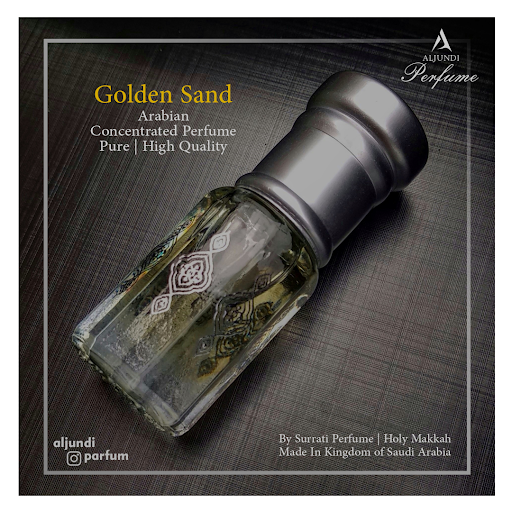 ALJUNDI
Perfume
Golden Sand
Arabian
Concentrated Perfume
Pure | High Quality
aljundi
parfum
By Surrati Perfume | Holy Makkah
Made In Kingdom of Saudi Arabia